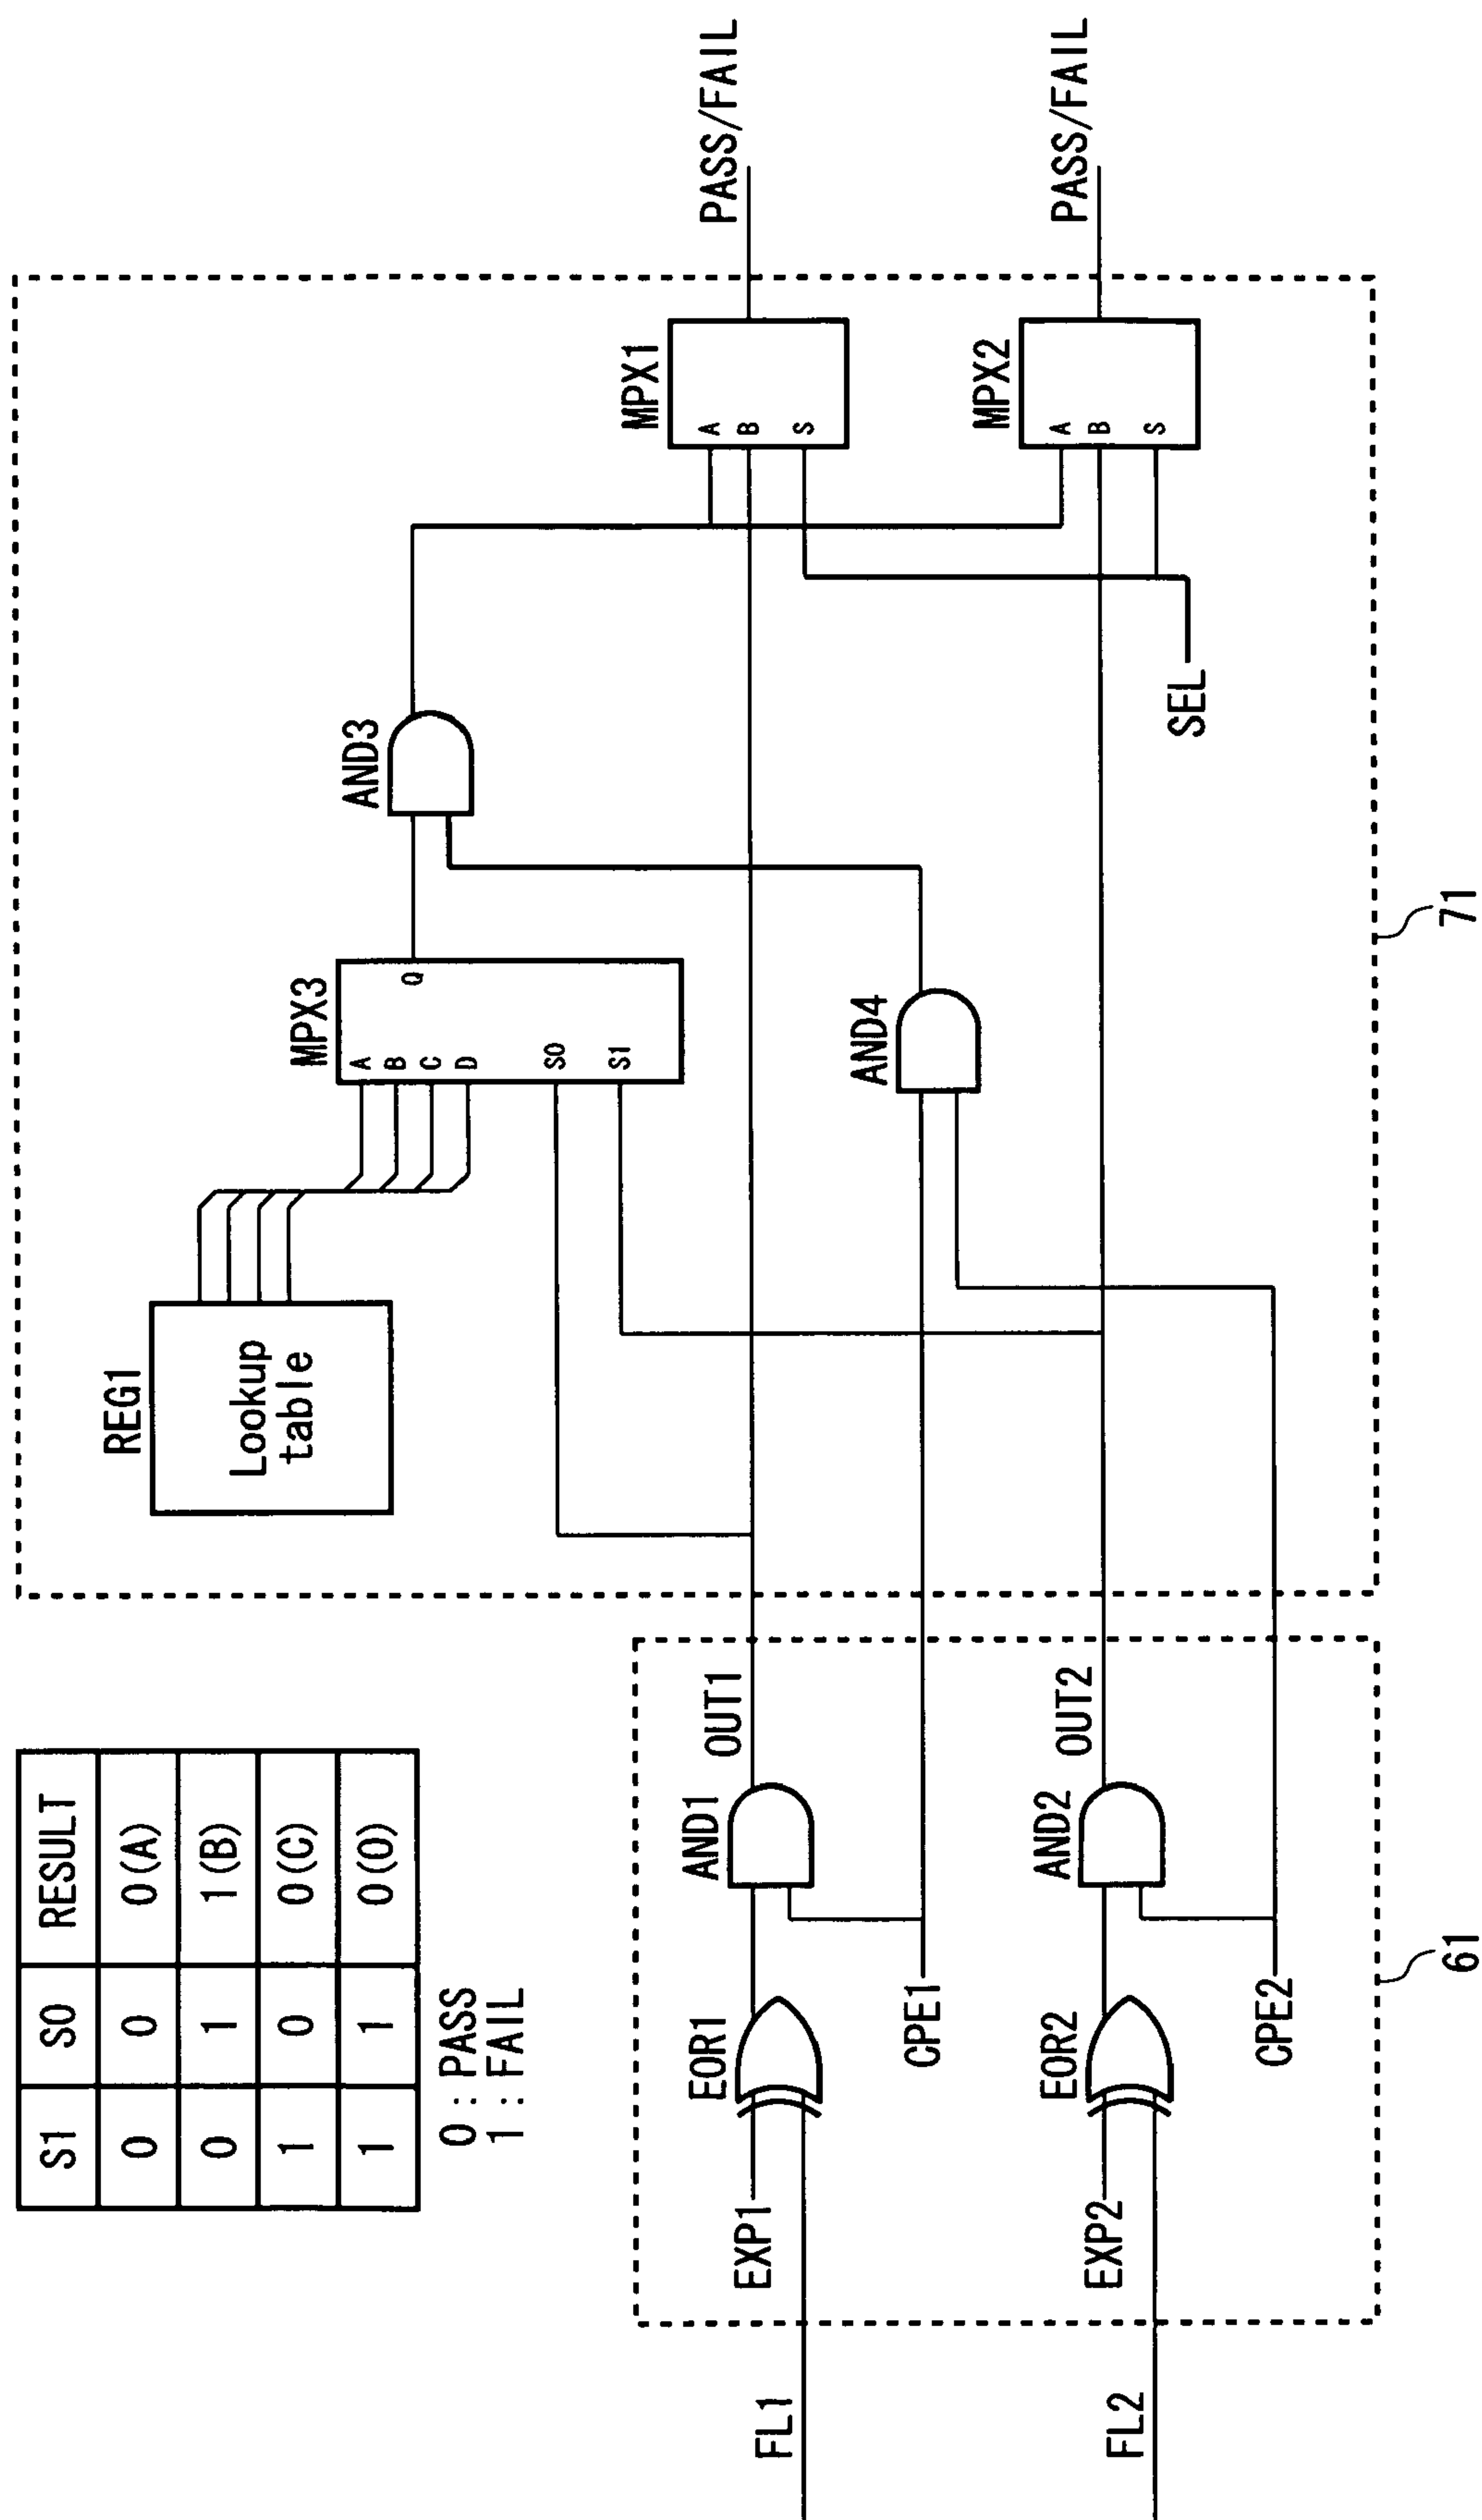 S1 S0 RESULT
0 0 0(A)
0 1 1(B)
1 0 0(C)
1 1 0(O)
0 : PASS
1 : FAIL
REG1
Lookup
table
MPX3
A
B
C
D
S0
S1
Q
AND3
MPX1
A
B
S
PASS/FAIL
FL1
EXP1
EOR1
AND1
OUT1
CPE1
AND4
MPX2
A
B
S
PASS/FAIL
FL2
EXP2
EOR2
AND2
OUT2
CPE2
SEL
61
71